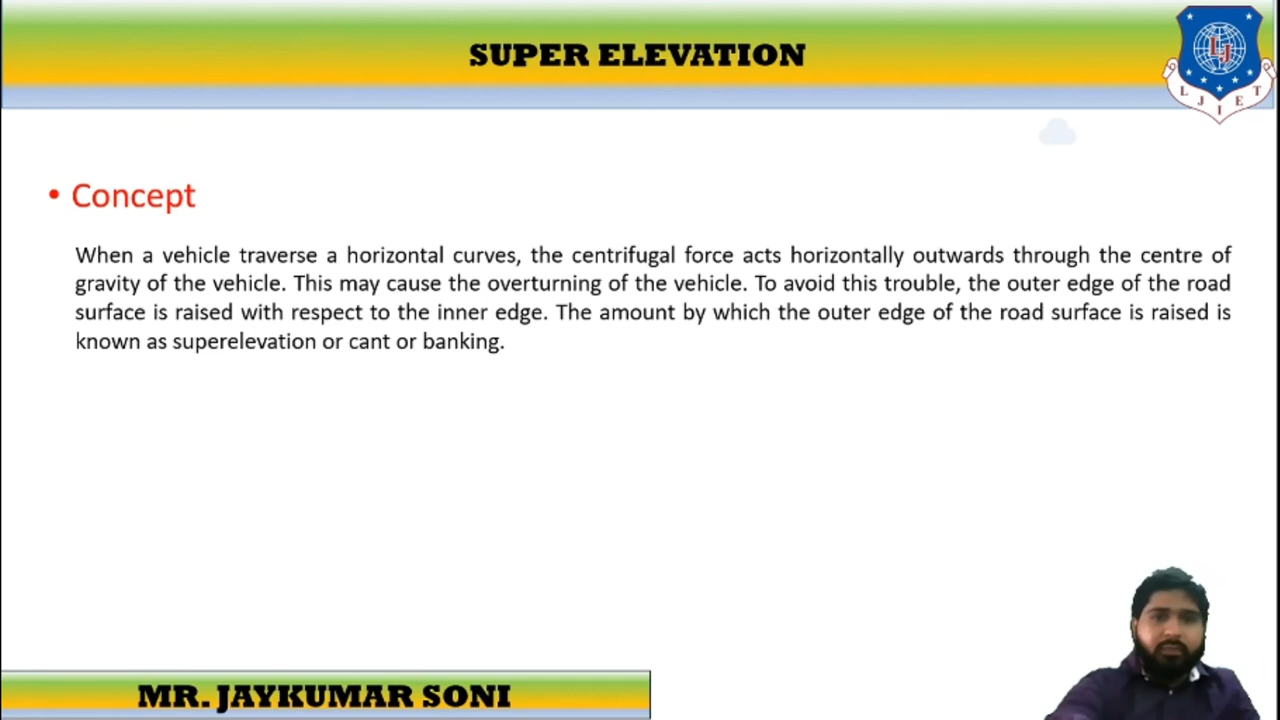 SUPER ELEVATION
LJ
L J I E T
• Concept
When a vehicle traverse a horizontal curves, the centrifugal force acts horizontally outwards through the centre of
gravity of the vehicle. This may cause the overturning of the vehicle. To avoid this trouble, the outer edge of the road
surface is raised with respect to the inner edge. The amount by which the outer edge of the road surface is raised is
known as superelevation or cant or banking.
MR. JAYKUMAR SONI